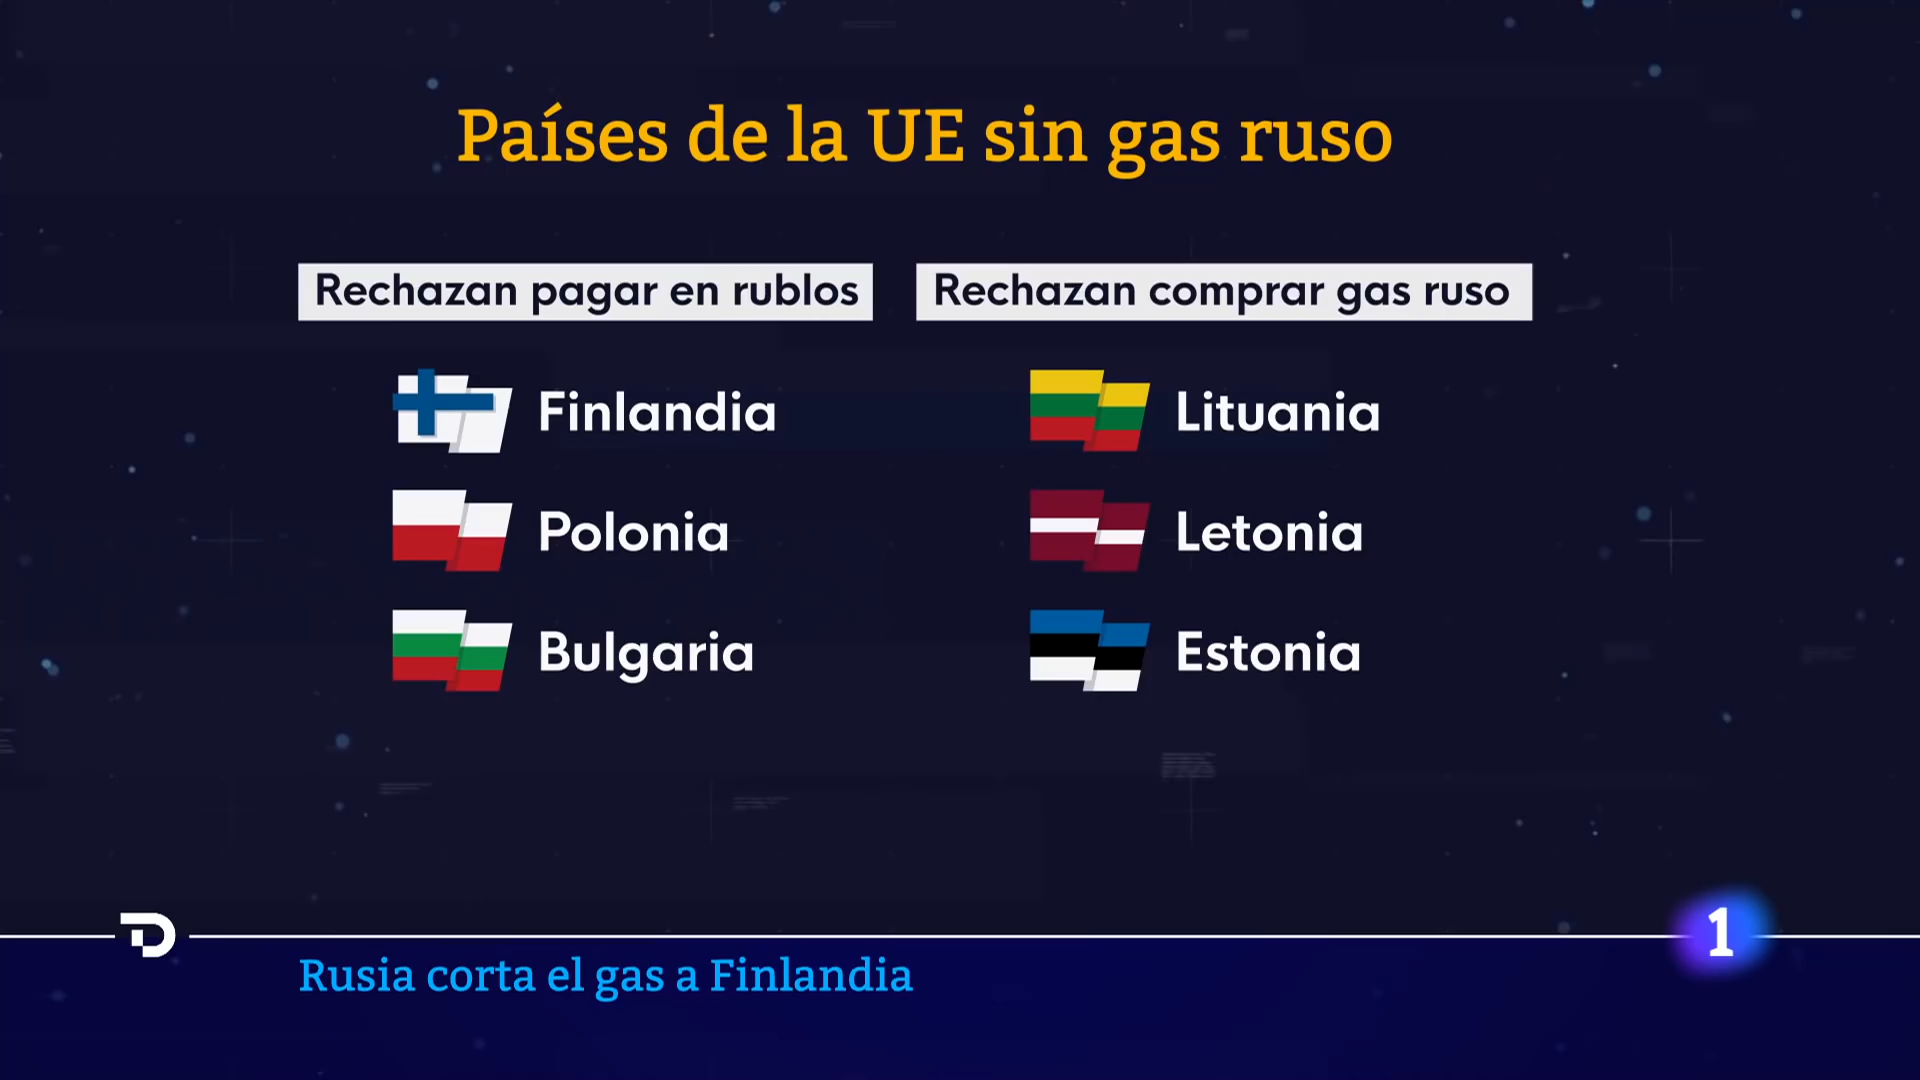 Países de la UE sin gas ruso
Rechazan pagar en rublos
Finlandia
Polonia
Bulgaria
Rechazan comprar gas ruso
Lituania
Letonia
Estonia
1
Rusia corta el gas a Finlandia